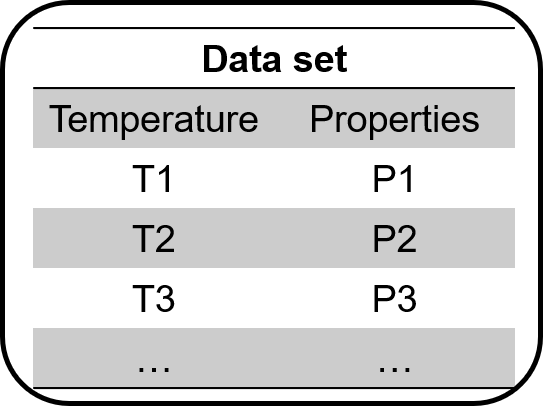 Data set
Temperature Properties
T1 P1
T2 P2
T3 P3
… …